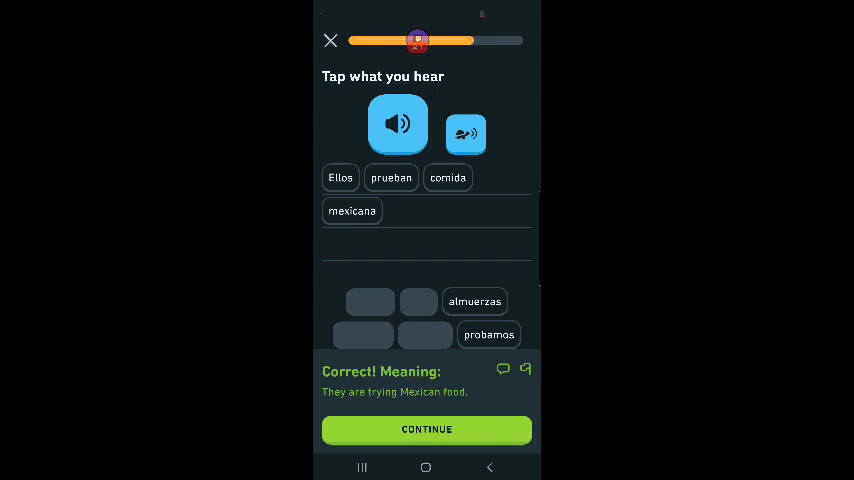 Tap what you hear
Ellos prueban comida
mexicana
almuerzas
probamos
Correct! Meaning:
They are trying Mexican food.
CONTINUE